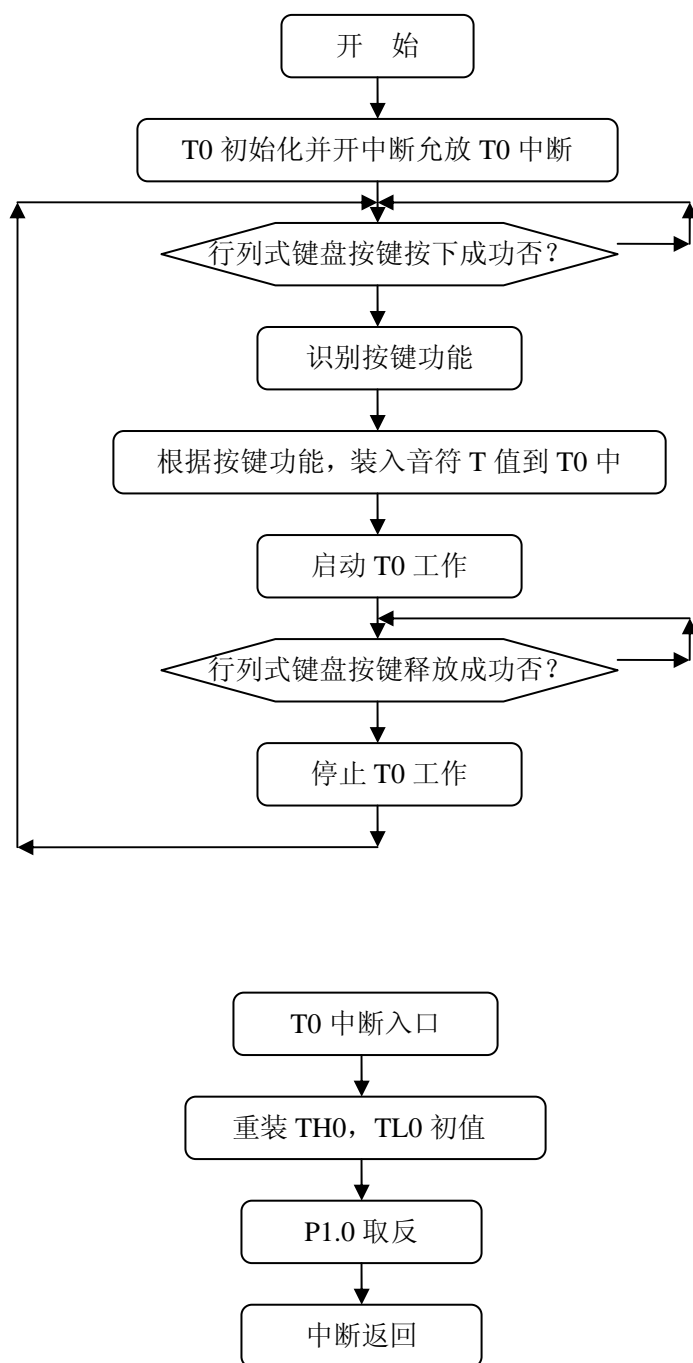 开 始
T0 初始化并开中断允放 T0 中断
行列式键盘按键按下成功否？
识别按键功能
根据按键功能，装入音符 T 值到 T0 中
启动 T0 工作
行列式键盘按键释放成功否？
停止 T0 工作
T0 中断入口
重装 TH0，TL0 初值
P1.0 取反
中断返回